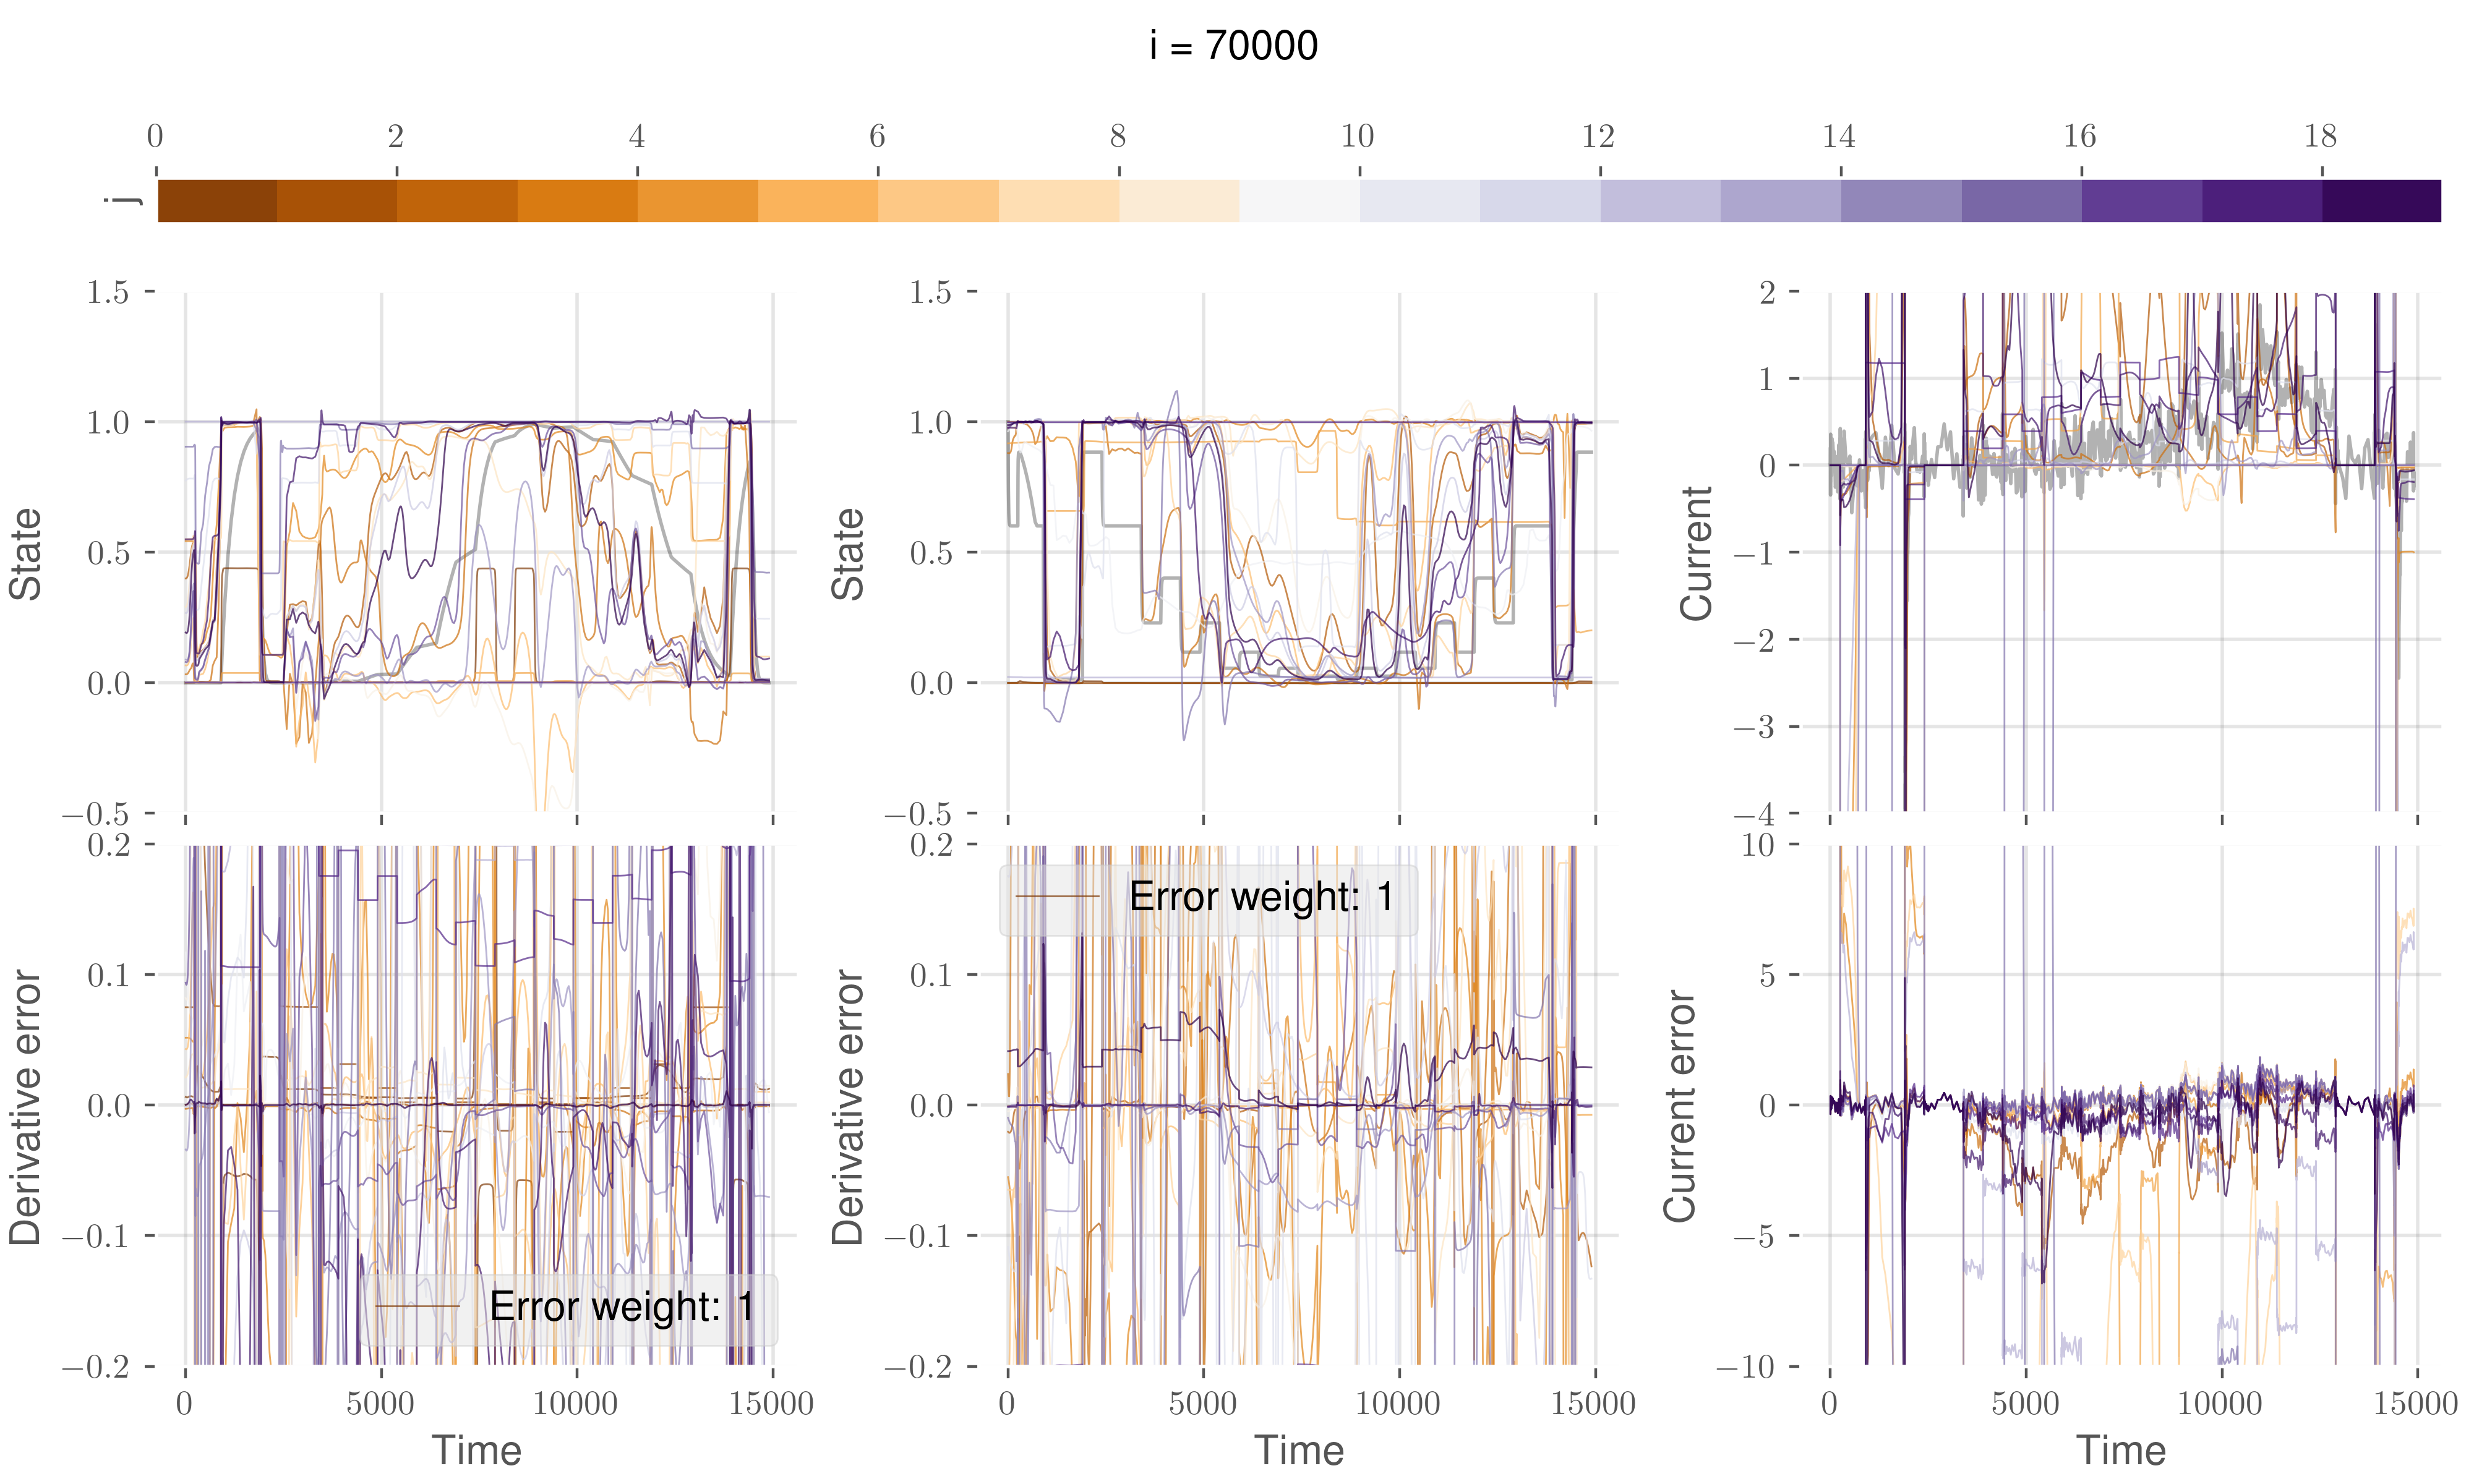 i = 70000
0 2 4 6 8 10 12 14 16 18
j
1.5 1.0 0.5 0.0 −0.5
State
1.5 1.0 0.5 0.0 −0.5
State
2 1 0 −1 −2 −3 −4
Current
0.2 0.1 0.0 −0.1 −0.2
Derivative error
Error weight: 1
0 5000 10000 15000
Time
0.2 0.1 0.0 −0.1 −0.2
Derivative error
Error weight: 1
0 5000 10000 15000
Time
10 5 0 −5 −10
Current error
0 5000 10000 15000
Time